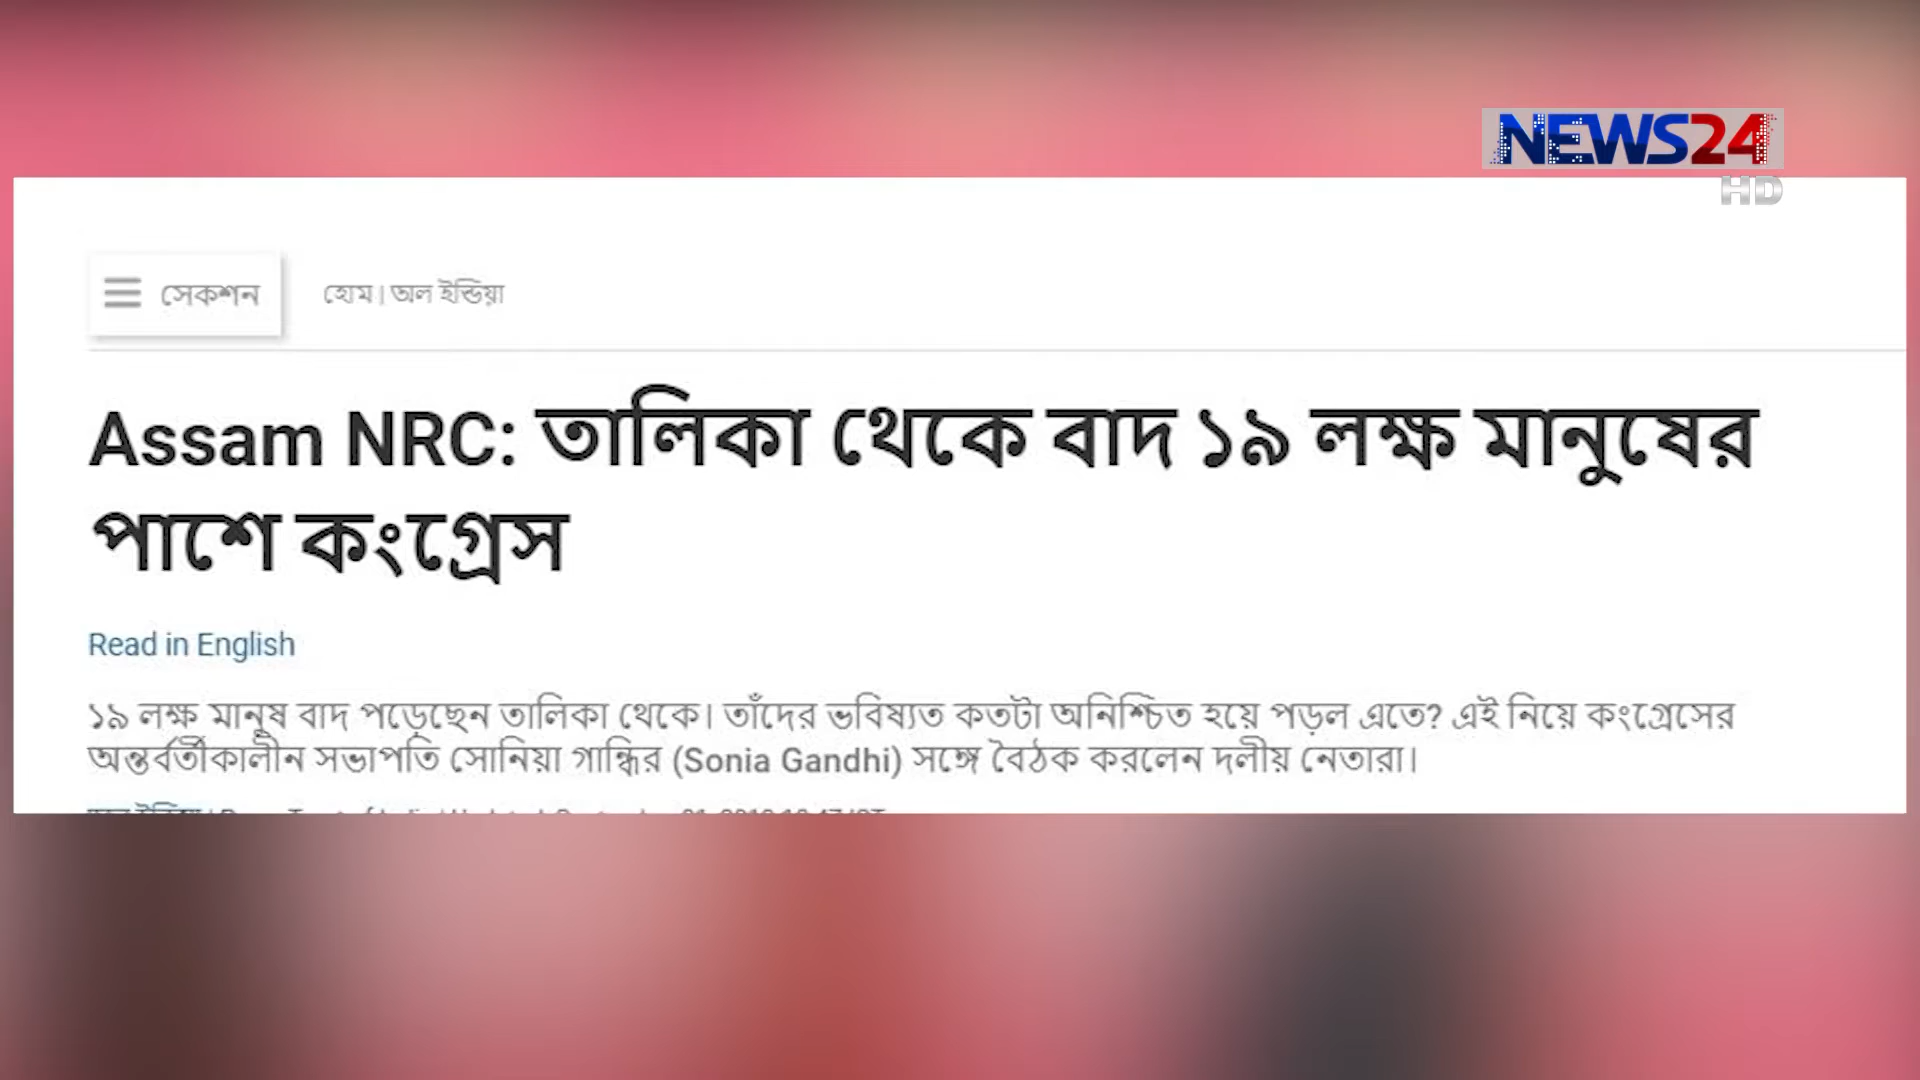 NEWS24
HD
সেকশন
হোম | অল ইন্ডিয়া
Assam NRC: তালিকা থেকে বাদ ১৯ লক্ষ মানুষের
পাশে কংগ্রেস
Read in English
১৯ লক্ষ মানুষ বাদ পড়েছেন তালিকা থেকে। তাঁদের ভবিষ্যত কতটা অনিশ্চিত হয়ে পড়ল এতে? এই নিয়ে কংগ্রেসের
অন্তর্বর্তীকালীন সভাপতি সোনিয়া গান্ধির (Sonia Gandhi) সঙ্গে বৈঠক করলেন দলীয় নেতারা।